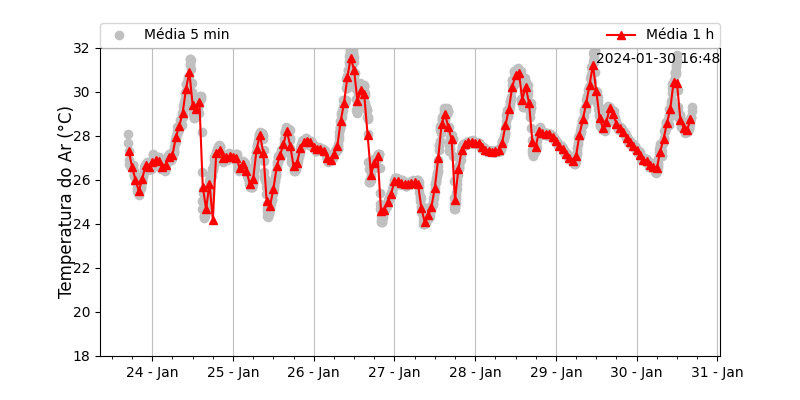 Média 5 min
Média 1 h
2024-01-30 16:48
Temperatura do Ar (°C)
32
30
28
26
24
22
20
18
24 - Jan
25 - Jan
26 - Jan
27 - Jan
28 - Jan
29 - Jan
30 - Jan
31 - Jan